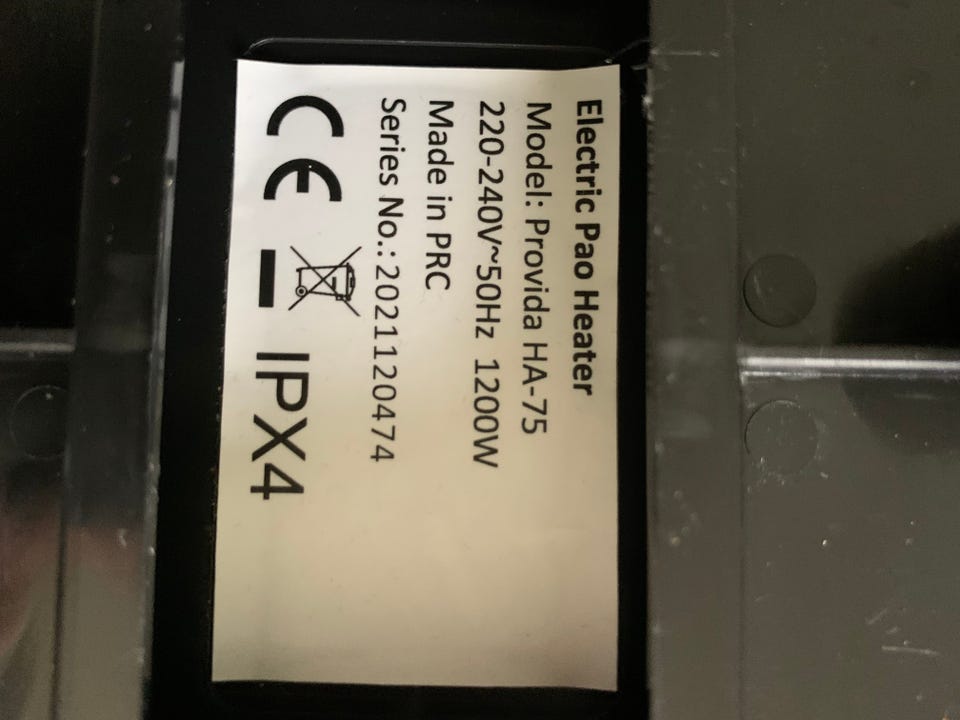 Electric Pao Heater
Model: Provida HA-75
220-240V~50Hz 1200W
Made in PRC
Series No.:2021120474
CE IPX4